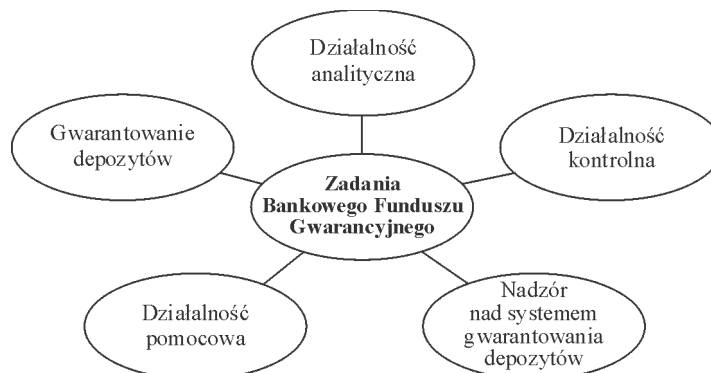 Działalność
analityczna
Gwarantowanie
depozytów
Działalność
kontrolna
Zadania
Bankowego Funduszu
Gwarancyjnego
Działalność
pomocowa
Nadzór
nad systemem
gwarantowania
depozytów